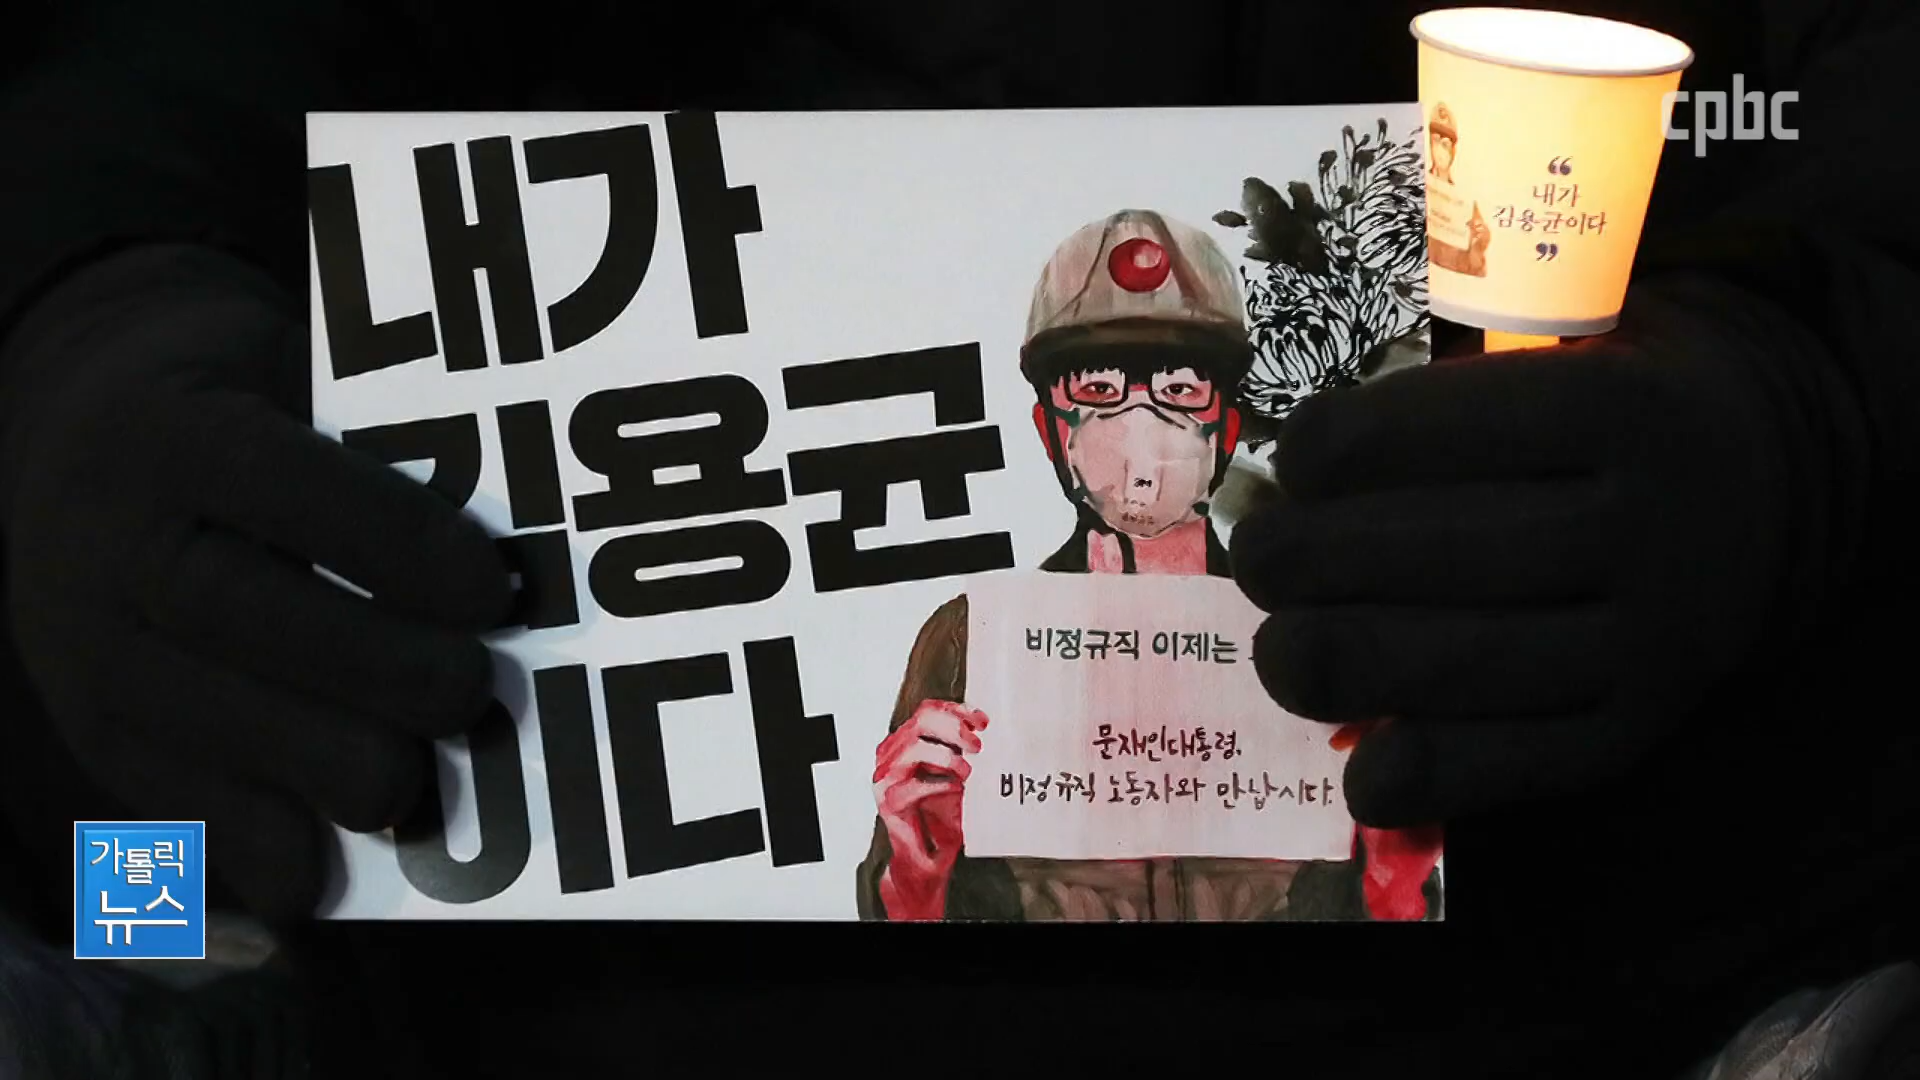 cpbc
내가
김용균
이다
“
내가
김용균이다
”
비정규직 이제는
문재인대통령,
비정규직 노동자와 만납시다.
가톨릭
뉴스